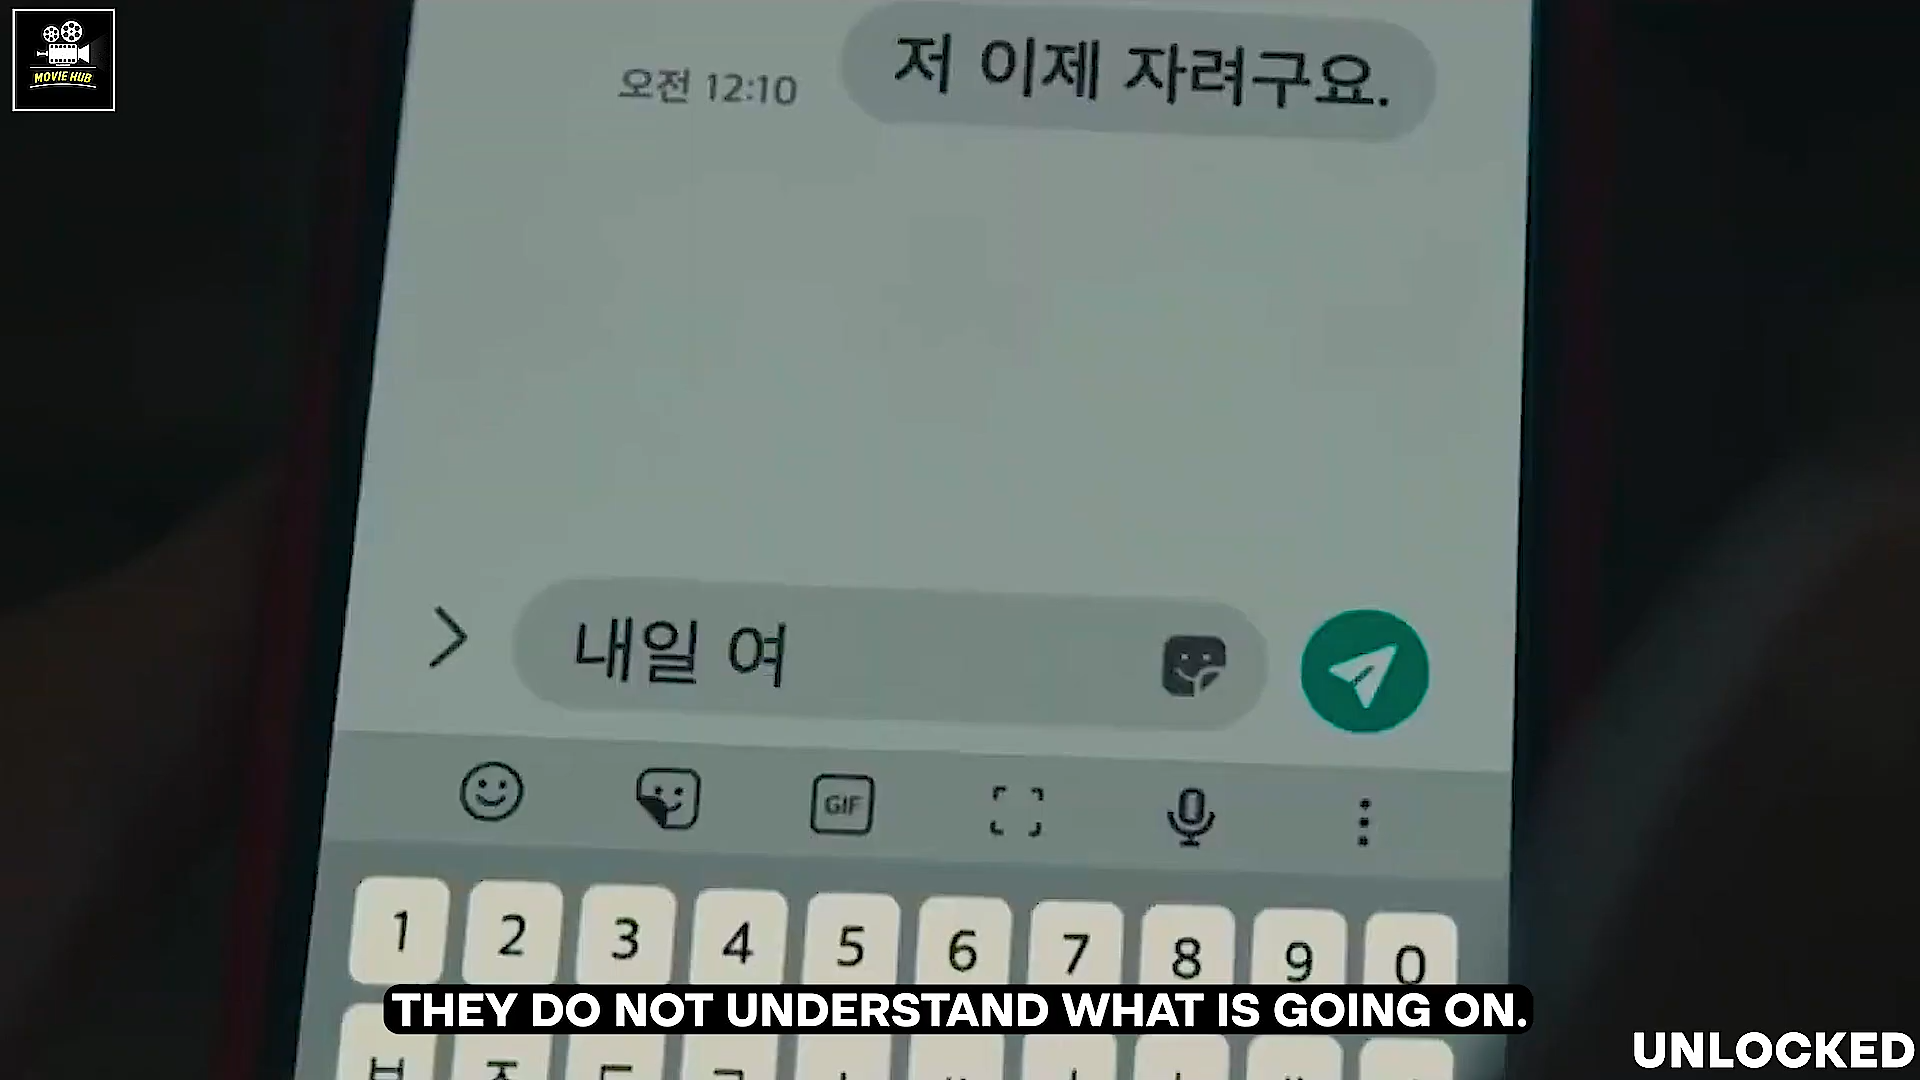 MOVIE HUB
저 이제 자려구요.
오전 12:10
내일 여
GIF
1 2 3 4 5 6 7 8 9 0
THEY DO NOT UNDERSTAND WHAT IS GOING ON.
UNLOCKED